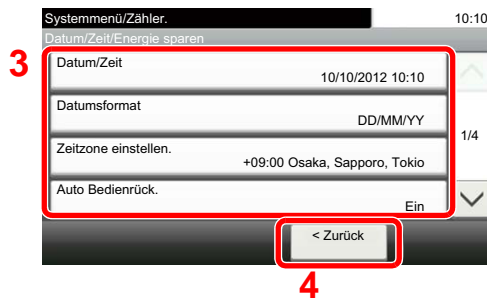 Systemmenü/Zähler.
10:10
Datum/Zeit/Energie sparen
3
Datum/Zeit
10/10/2012 10:10
Datumsformat
DD/MM/YY
1/4
Zeitzone einstellen.
+09:00 Osaka, Sapporo, Tokio
Auto Bedienrück.
Ein
< Zurück
4